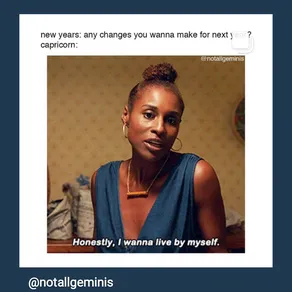 new years: any changes you wanna make for next ?
capricorn:
@notallgeminis
Honestly, I wanna live by myself.
@notallgeminis